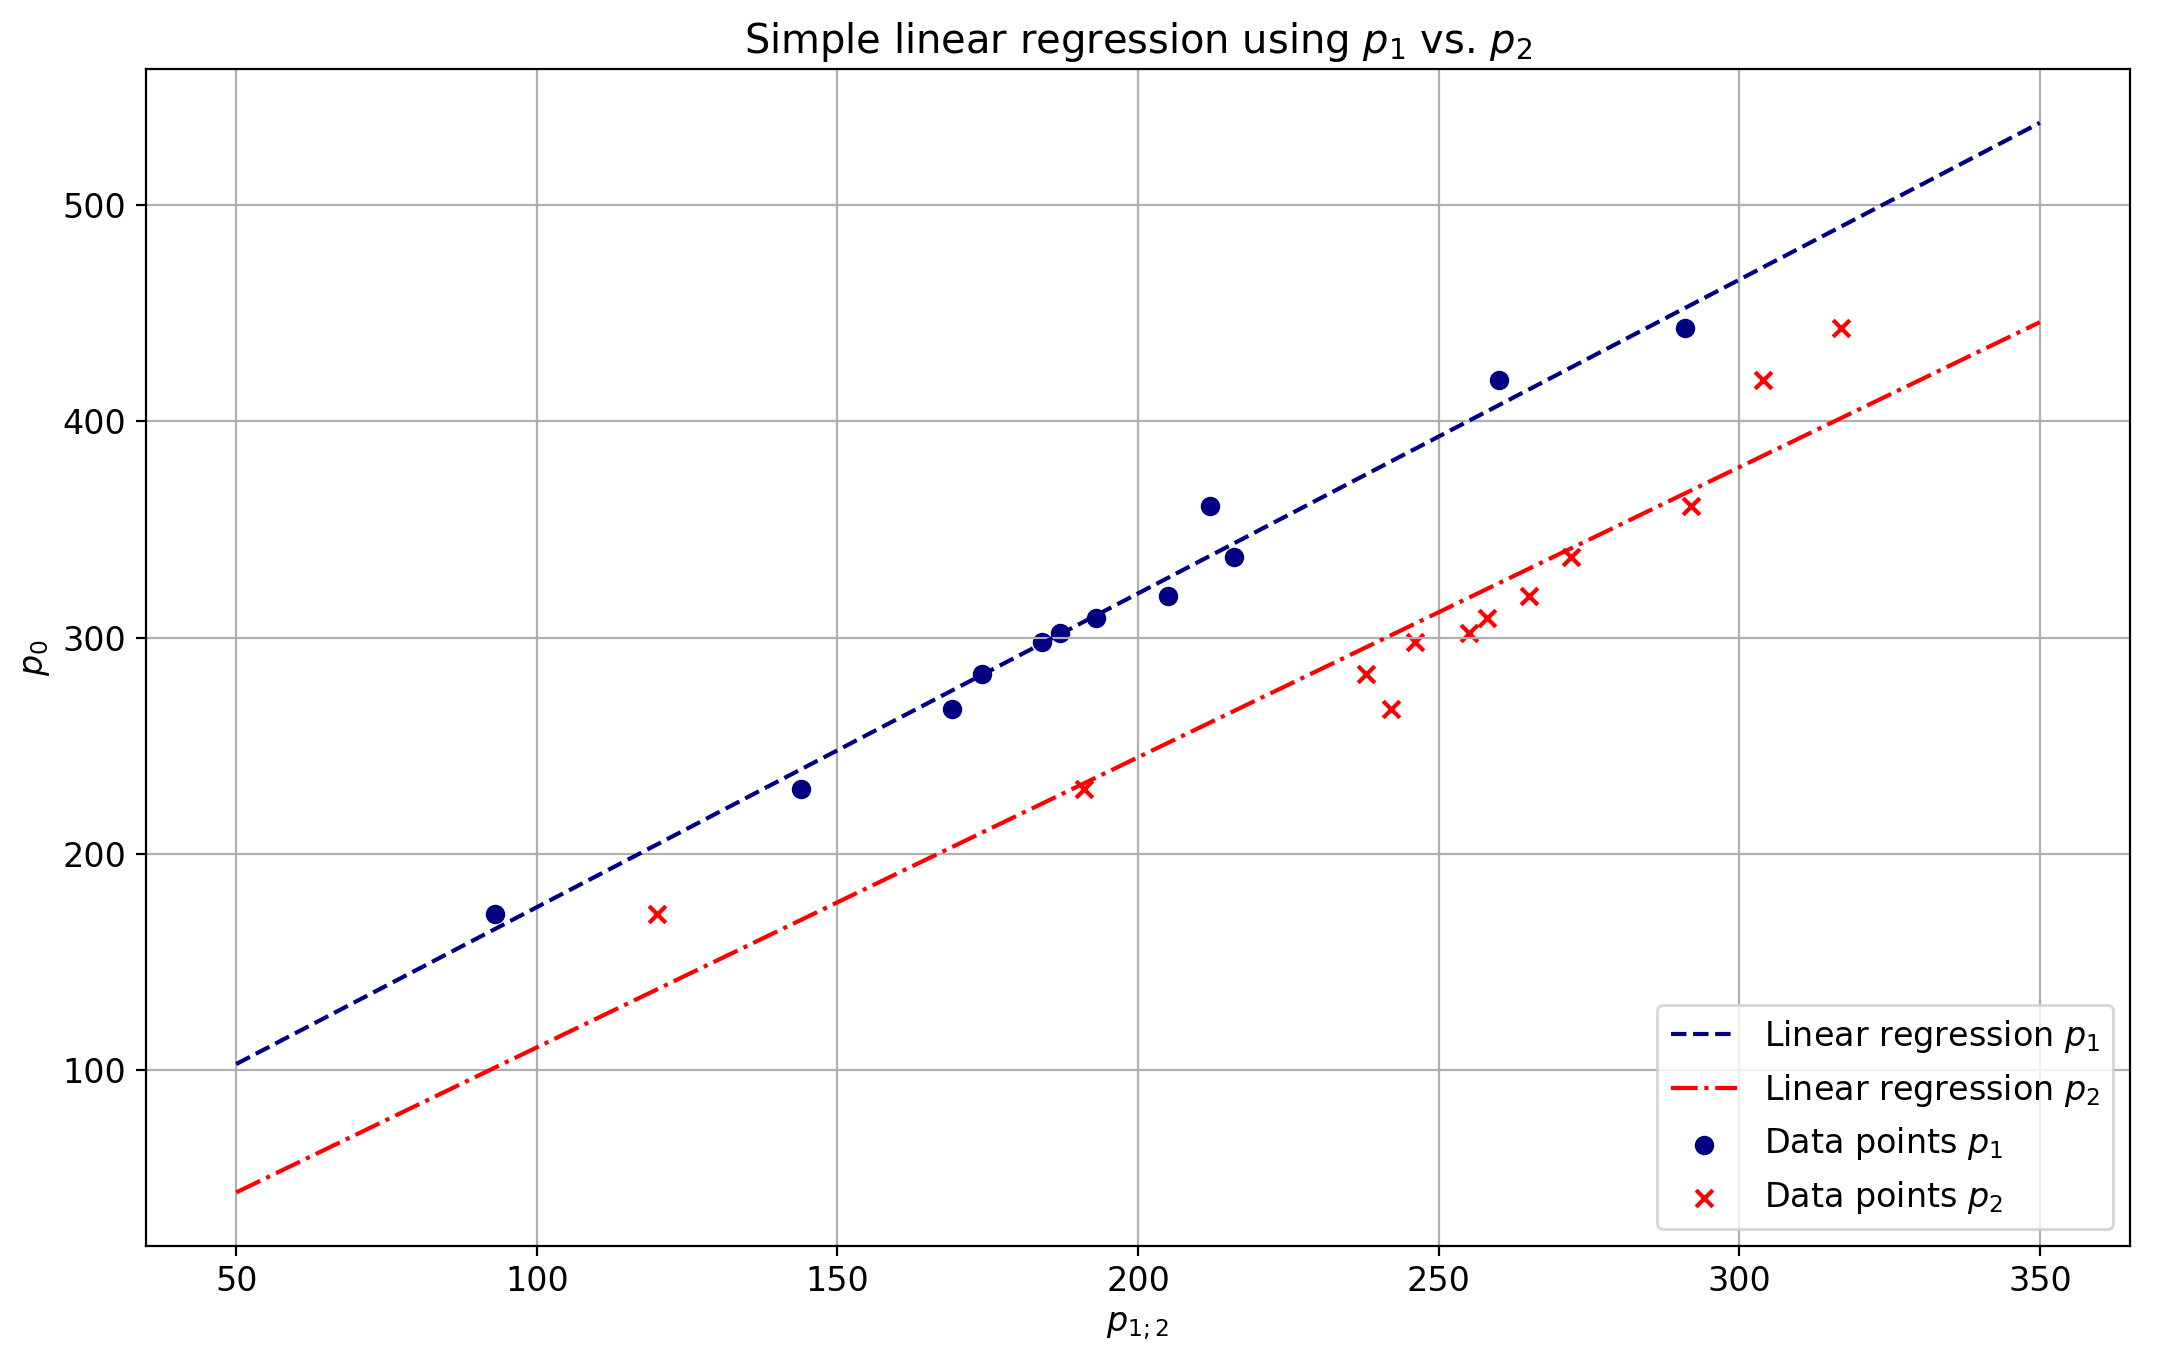 Simple linear regression using p₁ vs. p₂
500
400
300
200
100
p₀
50 100 150 200 250 300 350
p₁;₂
Linear regression p₁
Linear regression p₂
Data points p₁
Data points p₂